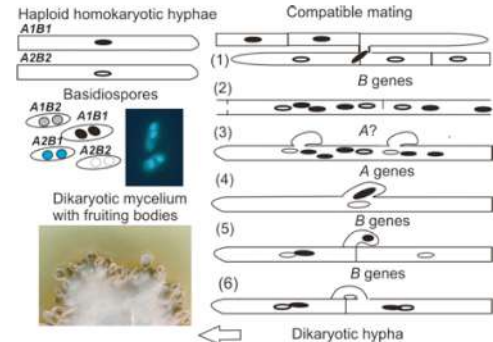 Haploid homokaryotic hyphae
A1B1
A2B2
Basidiospores
A1B2
A1B1
A2B1
A2B2
Dikaryotic mycelium
with fruiting bodies
Compatible mating
(1)
B genes
(2)
A?
(3)
A genes
(4)
B genes
(5)
B genes
(6)
Dikaryotic hypha